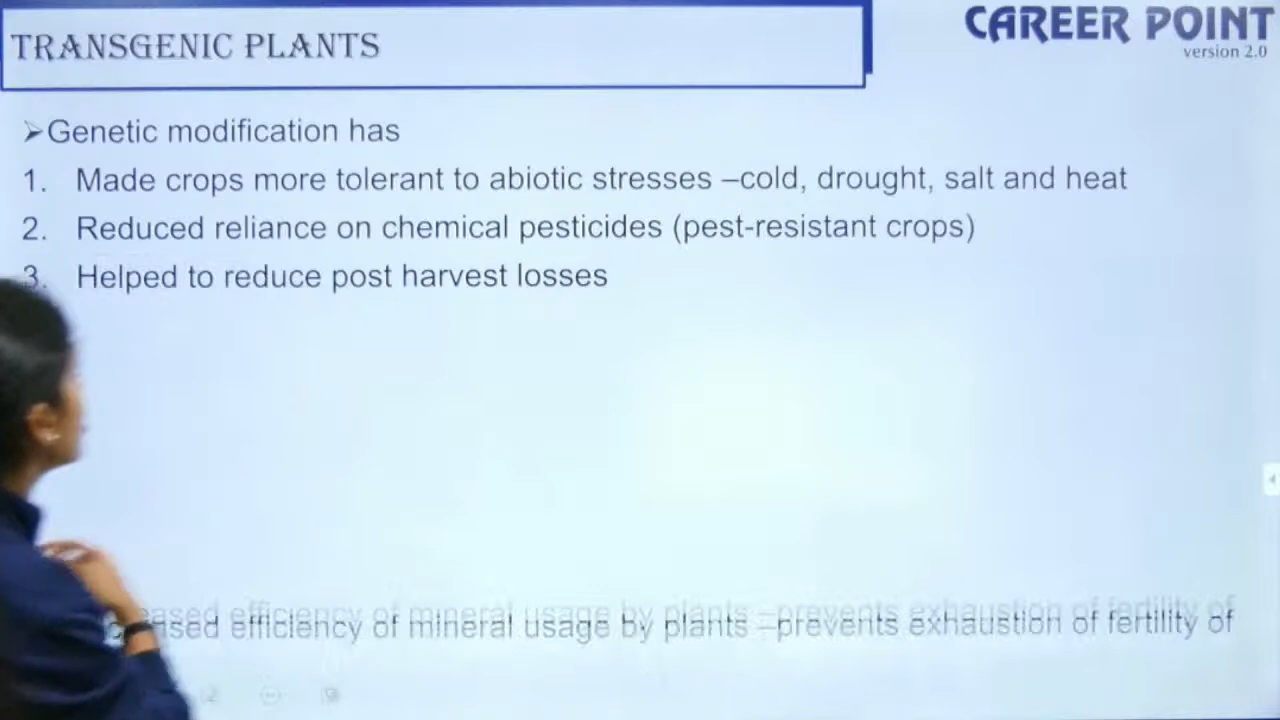 TRANSGENIC PLANTS
CAREER POINT
version 2.0
➢Genetic modification has
1. Made crops more tolerant to abiotic stresses –cold, drought, salt and heat
2. Reduced reliance on chemical pesticides (pest-resistant crops)
3. Helped to reduce post harvest losses
efficiency of mineral usage by plants –prevents exhaustion of fertility of